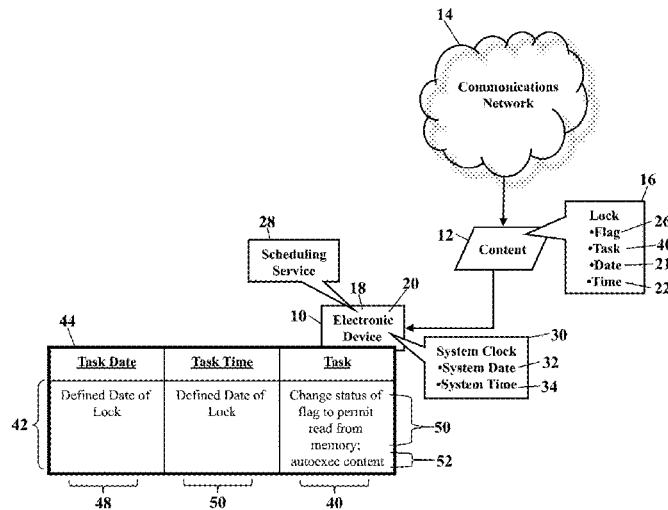 14
Communications
Network
16
Lock
•Flag
26
•Task
40
•Date
21
•Time
22
12
Content
28
Scheduling
Service
18
20
10
Electronic
Device
30
System Clock
•System Date
32
•System Time
34
44
Task Date
Task Time
Task
Defined Date of
Lock
Defined Date of
Lock
Change status of
flag to permit
read from
memory;
autoexec content
42
50
52
48
50
40